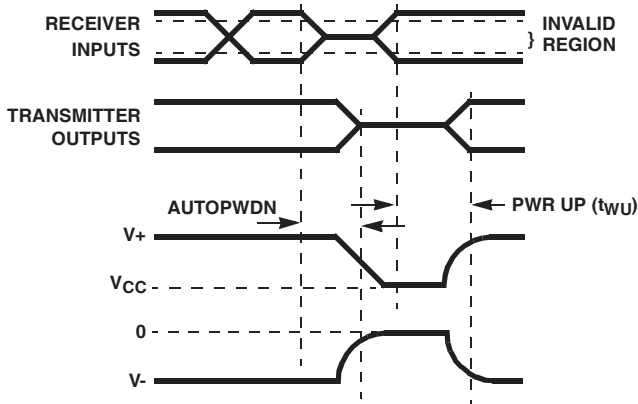 RECEIVER
INPUTS
INVALID
} REGION
TRANSMITTER
OUTPUTS
AUTOPWDN
PWR UP (tWU)
V+
VCC
0
V-